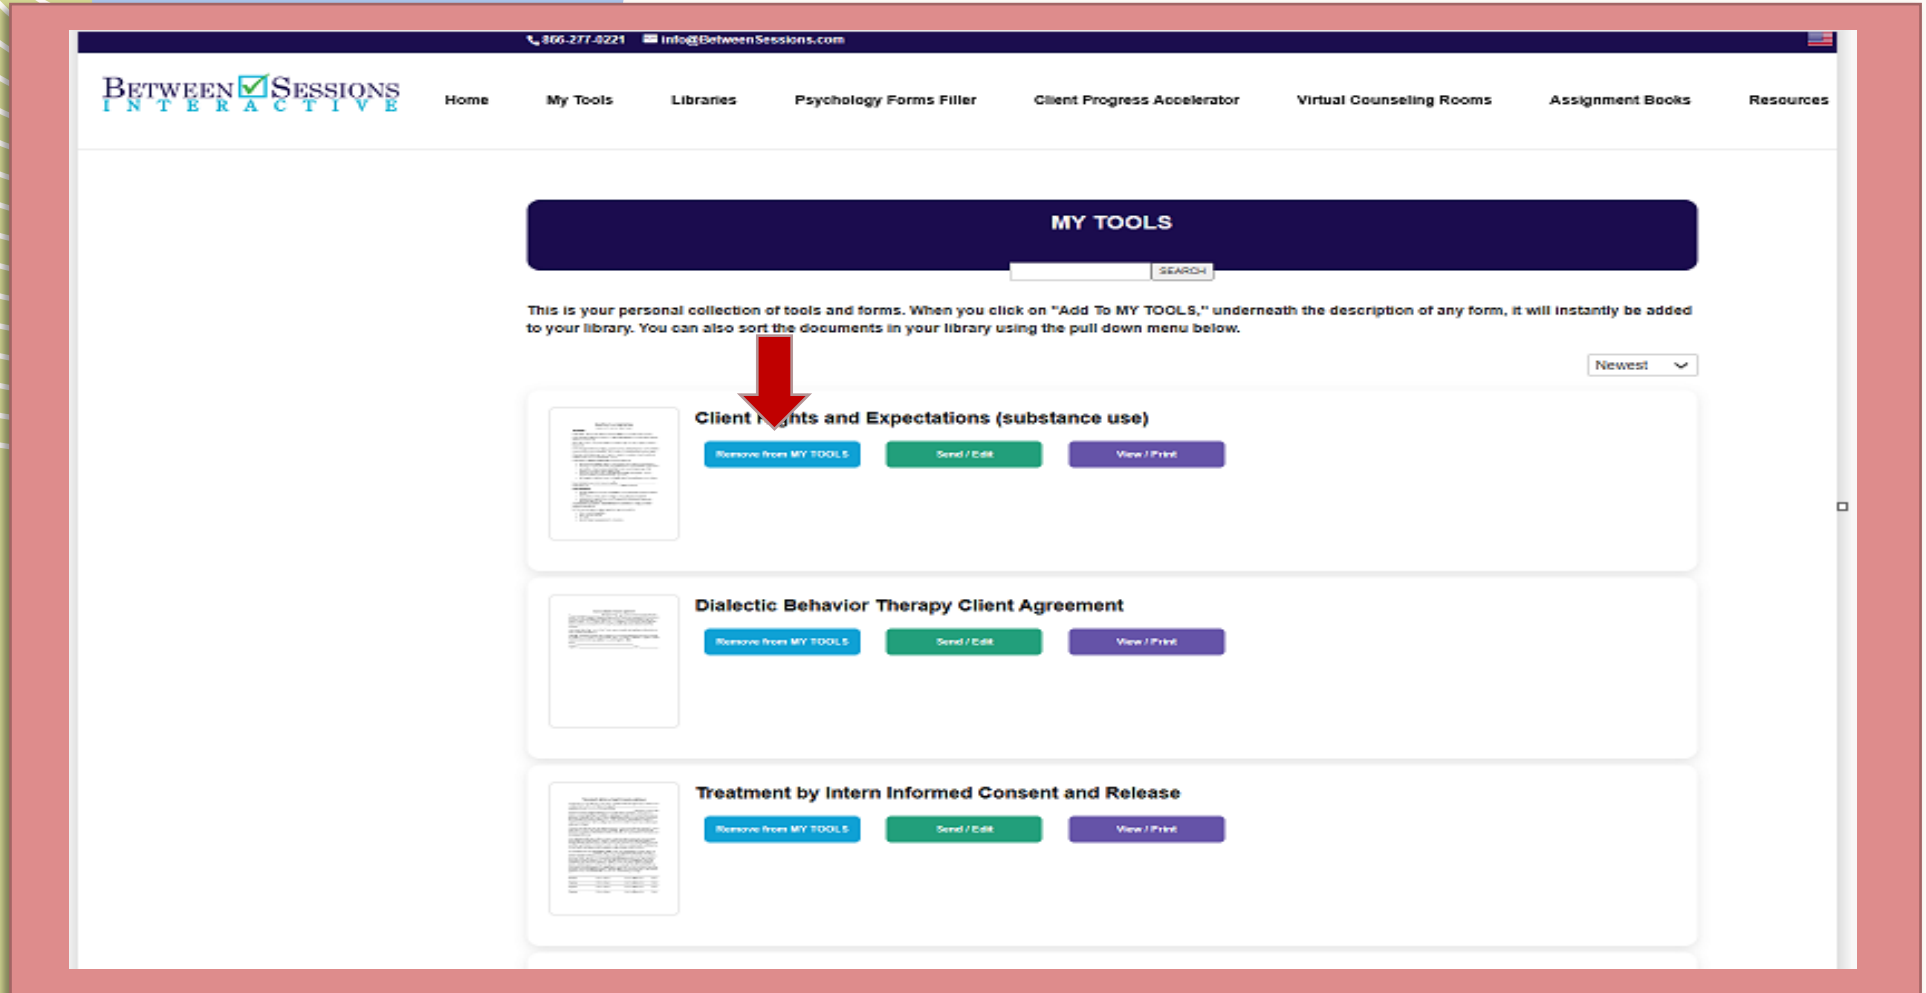 866-277-0221 info@BetweenSessions.com
BETWEEN SESSIONS
INTERACTIVE
Home My Tools Libraries Psychology Forms Filler Client Progress Accelerator Virtual Counseling Rooms Assignment Books Resources
MY TOOLS
SEARCH
This is your personal collection of tools and forms. When you click on "Add To MY TOOLS," underneath the description of any form, it will instantly be added
to your library. You can also sort the documents in your library using the pull down menu below.
Newest
Client Rights and Expectations (substance use)
Remove from MY TOOLS Send / Edit View / Print
Dialectic Behavior Therapy Client Agreement
Remove from MY TOOLS Send / Edit View / Print
Treatment by Intern Informed Consent and Release
Remove from MY TOOLS Send / Edit View / Print